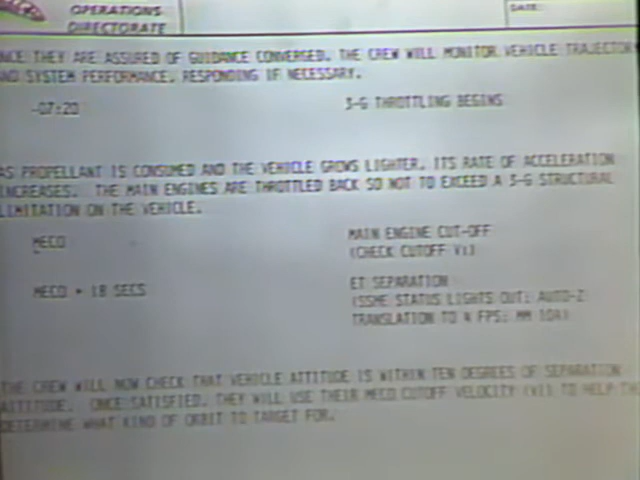 OPERATIONS
DIRECTORATE
DATE:
THEY ARE ASSURED OF GUIDANCE CONVERGED, THE CREW WILL MONITOR VEHICLE TRAJECTOR
AND SYSTEM PERFORMANCE, RESPONDING IF NECESSARY.
-07:20 3-G THROTTLING BEGINS
AS PROPELLANT IS CONSUMED AND THE VEHICLE GROWS LIGHTER, ITS RATE OF ACCELERATION
INCREASES. THE MAIN ENGINES ARE THROTTLED BACK SO NOT TO EXCEED A 3-G STRUCTURAL
LIMITATION ON THE VEHICLE.
MECO MAIN ENGINE CUT-OFF
(CHECK CUTOFF VI)
MECO + 18 SECS ET SEPARATION
(SSME STATUS LIGHTS OUT; AUTO-Z
TRANSLATION TO 4 FPS; MM 104)
THE CREW WILL NOW CHECK THAT VEHICLE ATTITUDE IS WITHIN TEN DEGREES OF SEPARATION
ATTITUDE. ONCE SATISFIED, THEY WILL USE THEIR MECO CUTOFF VELOCITY (VI) TO HELP
DETERMINE WHAT KIND OF ORBIT TO TARGET FOR.